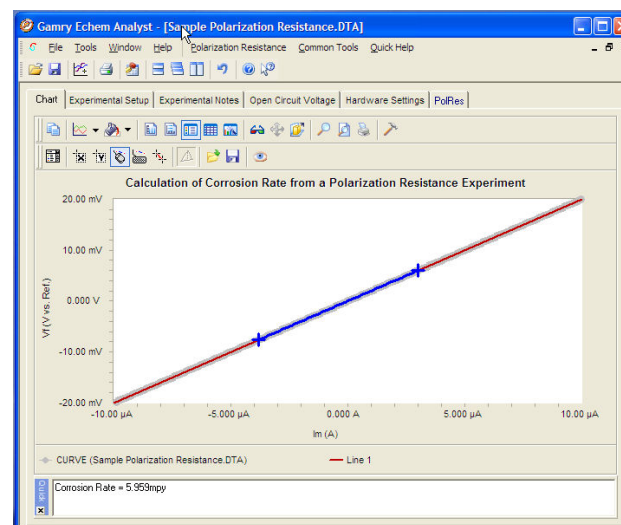 Gamry Echem Analyst - [Sample Polarization Resistance.DTA]
File Tools Window Help Polarization Resistance Common Tools Quick Help
Chart Experimental Setup Experimental Notes Open Circuit Voltage Hardware Settings PolRes
Calculation of Corrosion Rate from a Polarization Resistance Experiment
20.00 mV
10.00 mV
0.000 V
-10.00 mV
-20.00 mV
Vf (V vs. Ref.)
-10.00 µA -5.000 µA 0.000 A 5.000 µA 10.00 µA
Im (A)
CURVE (Sample Polarization Resistance.DTA) Line 1
Corrosion Rate = 5.959mpy